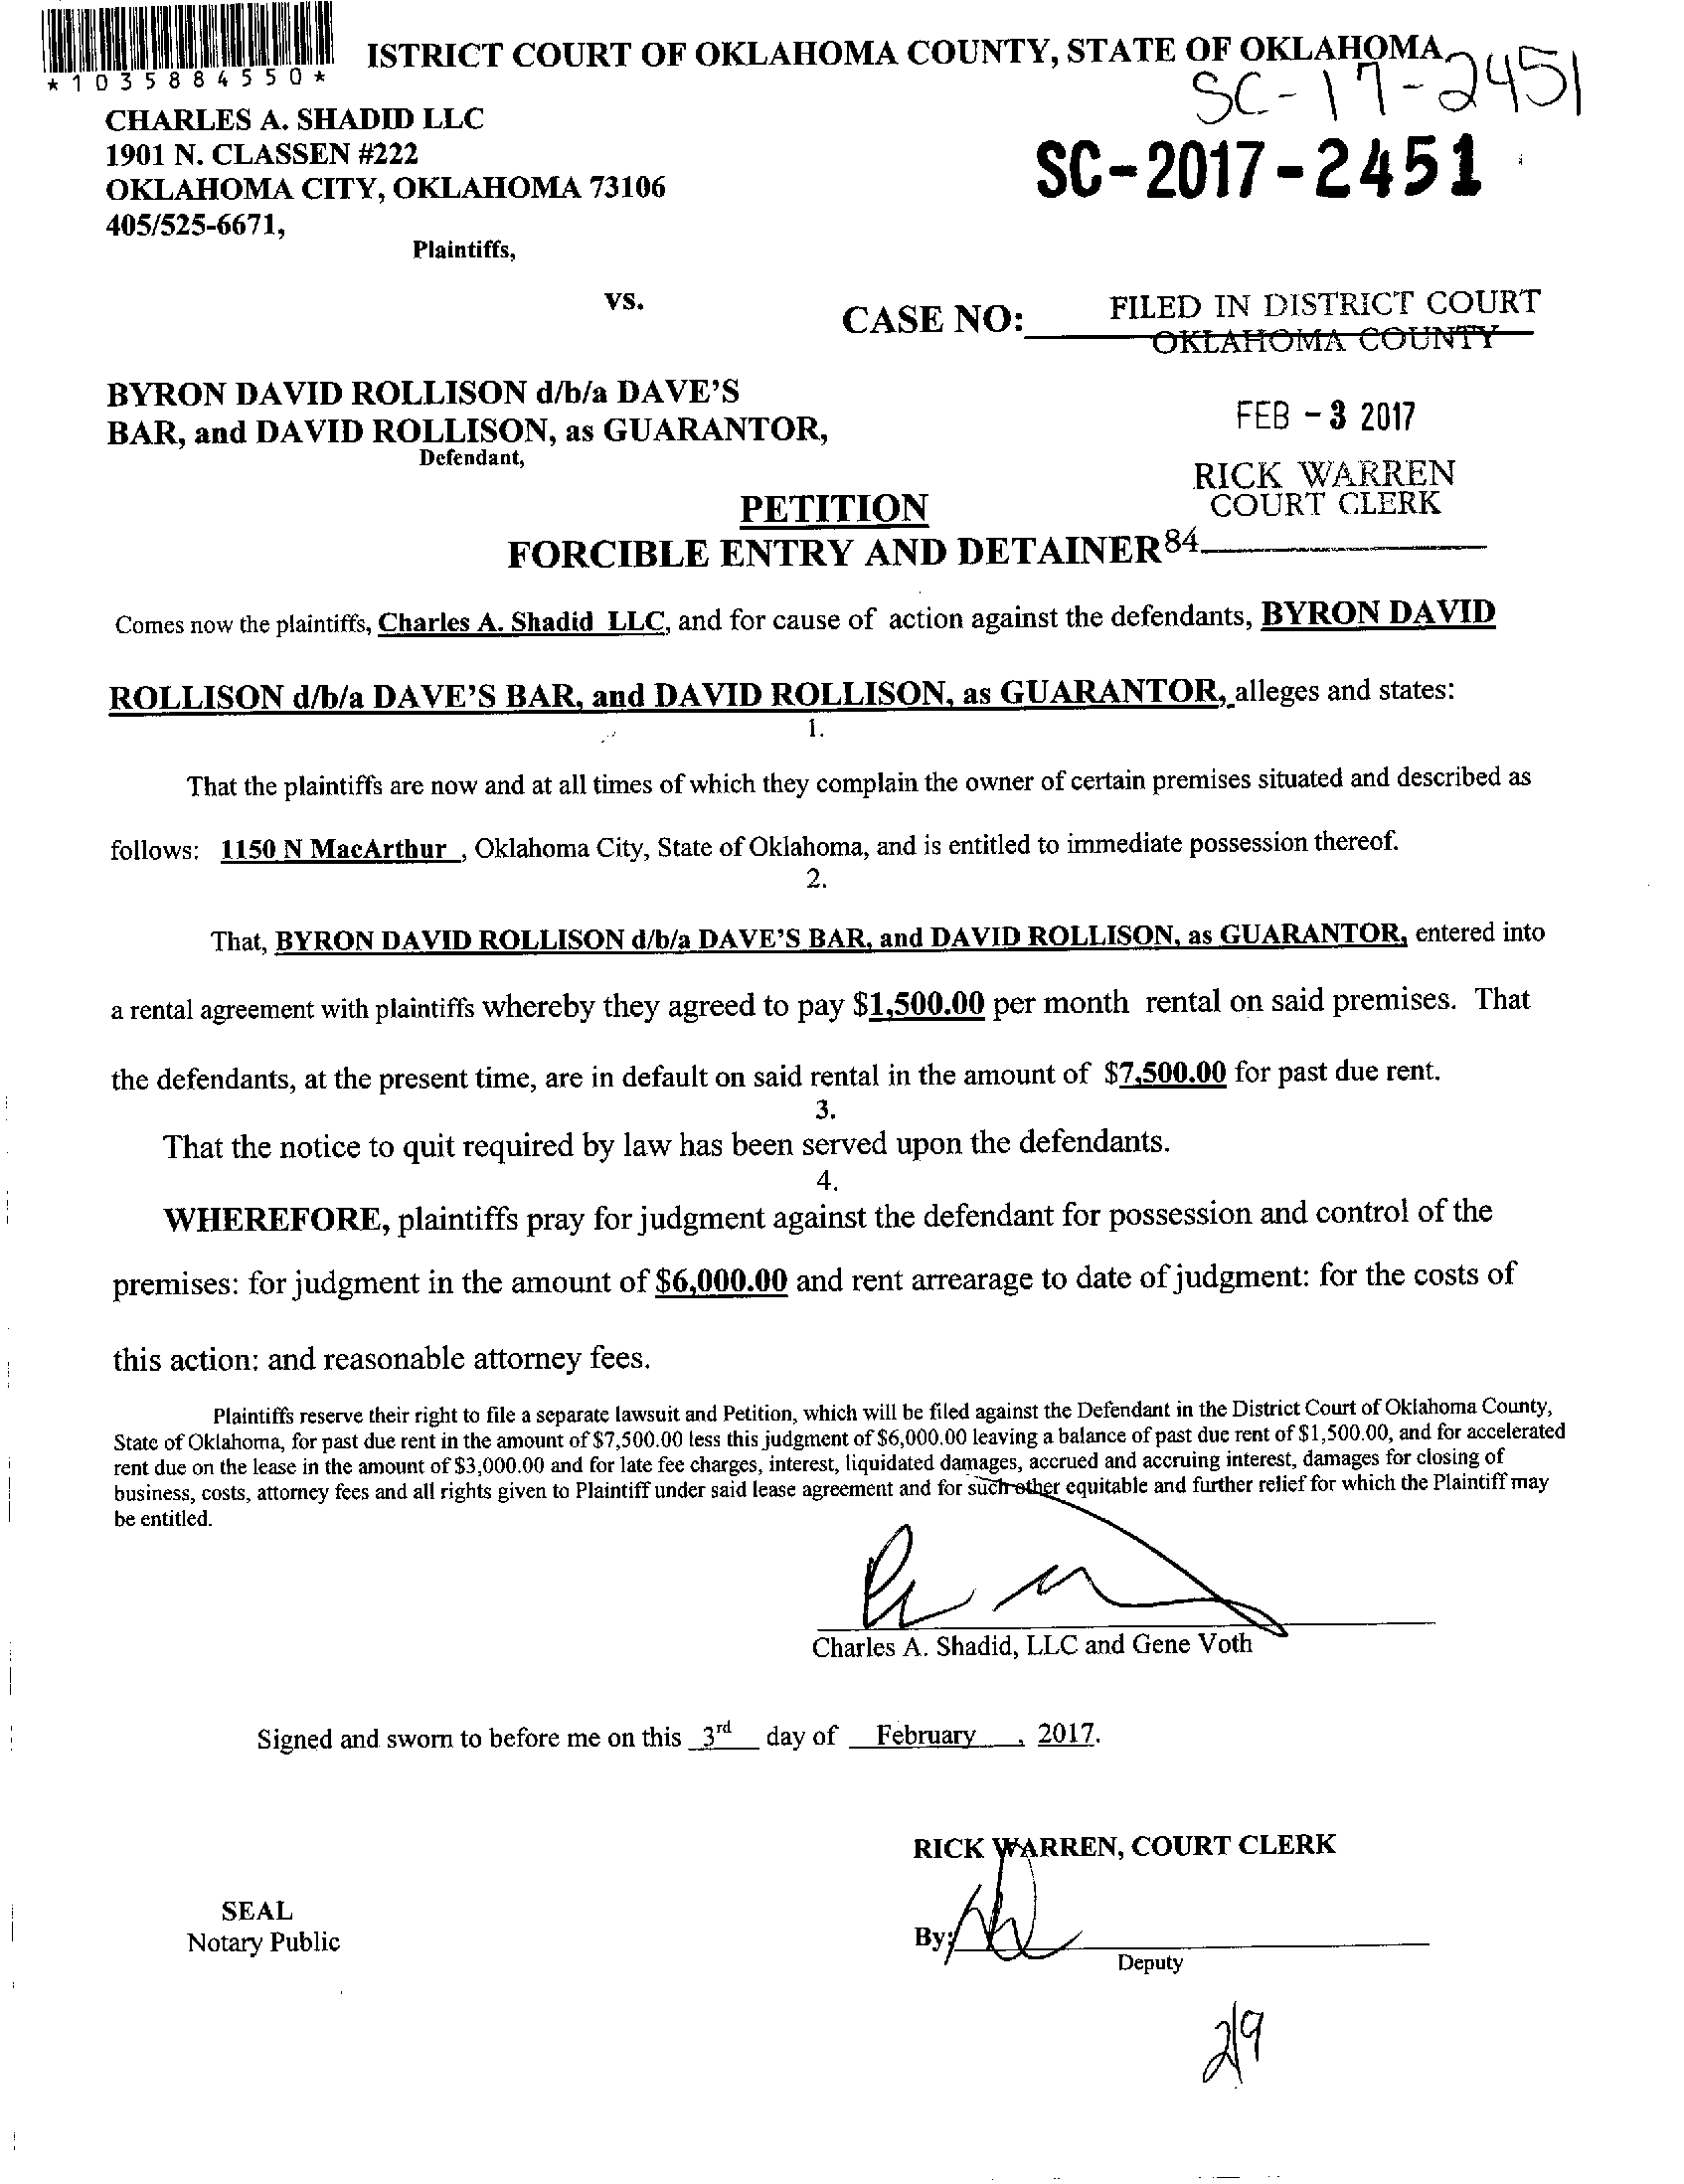 ISTRICT COURT OF OKLAHOMA COUNTY, STATE OF OKLAHOMA
*1035884550*
SC-17-2451
CHARLES A. SHADID LLC
1901 N. CLASSEN #222
OKLAHOMA CITY, OKLAHOMA 73106
405/525-6671,
SC-2017-2451
Plaintiffs,
vs.
CASE NO:
FILED IN DISTRICT COURT
OKLAHOMA COUNTY
BYRON DAVID ROLLISON d/b/a DAVE'S
BAR, and DAVID ROLLISON, as GUARANTOR,
Defendant,
FEB - 3 2017
RICK WARREN
COURT CLERK
PETITION
FORCIBLE ENTRY AND DETAINER
84
Comes now the plaintiffs, Charles A. Shadid LLC, and for cause of action against the defendants, BYRON DAVID
ROLLISON d/b/a DAVE'S BAR, and DAVID ROLLISON, as GUARANTOR, alleges and states:
1.
That the plaintiffs are now and at all times of which they complain the owner of certain premises situated and described as
follows: 1150 N MacArthur , Oklahoma City, State of Oklahoma, and is entitled to immediate possession thereof.
2.
That, BYRON DAVID ROLLISON d/b/a DAVE'S BAR, and DAVID ROLLISON, as GUARANTOR, entered into
a rental agreement with plaintiffs whereby they agreed to pay $1,500.00 per month rental on said premises. That
the defendants, at the present time, are in default on said rental in the amount of $7,500.00 for past due rent.
3.
That the notice to quit required by law has been served upon the defendants.
4.
WHEREFORE, plaintiffs pray for judgment against the defendant for possession and control of the
premises: for judgment in the amount of $6,000.00 and rent arrearage to date of judgment: for the costs of
this action: and reasonable attorney fees.
Plaintiffs reserve their right to file a separate lawsuit and Petition, which will be filed against the Defendant in the District Court of Oklahoma County,
State of Oklahoma, for past due rent in the amount of $7,500.00 less this judgment of $6,000.00 leaving a balance of past due rent of $1,500.00, and for accelerated
rent due on the lease in the amount of $3,000.00 and for late fee charges, interest, liquidated damages, accrued and accruing interest, damages for closing of
business, costs, attorney fees and all rights given to Plaintiff under said lease agreement and for such other equitable and further relief for which the Plaintiff may
be entitled.
Charles A. Shadid, LLC and Gene Voth
Signed and sworn to before me on this 3rd day of February , 2017.
RICK WARREN, COURT CLERK
SEAL
Notary Public
By:
Deputy
2/9